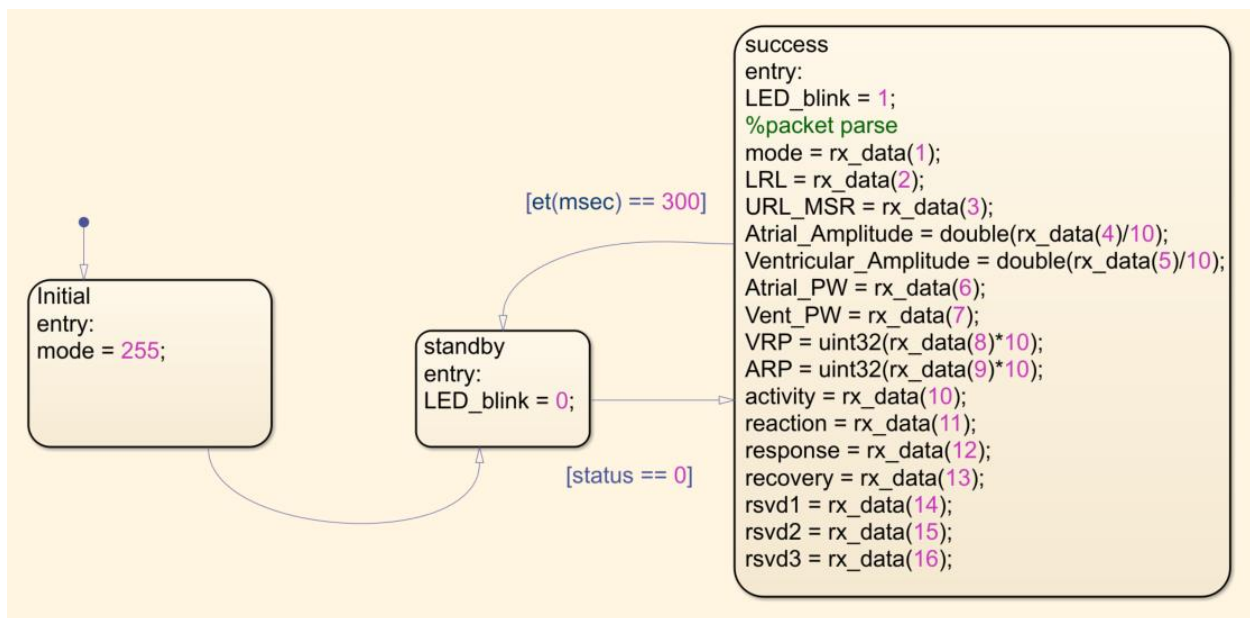 Initial
entry:
mode = 255;
standby
entry:
LED_blink = 0;
[et(msec) == 300]
[status == 0]
success
entry:
LED_blink = 1;
%packet parse
mode = rx_data(1);
LRL = rx_data(2);
URL_MSR = rx_data(3);
Atrial_Amplitude = double(rx_data(4)/10);
Ventricular_Amplitude = double(rx_data(5)/10);
Atrial_PW = rx_data(6);
Vent_PW = rx_data(7);
VRP = uint32(rx_data(8)*10);
ARP = uint32(rx_data(9)*10);
activity = rx_data(10);
reaction = rx_data(11);
response = rx_data(12);
recovery = rx_data(13);
rsvd1 = rx_data(14);
rsvd2 = rx_data(15);
rsvd3 = rx_data(16);